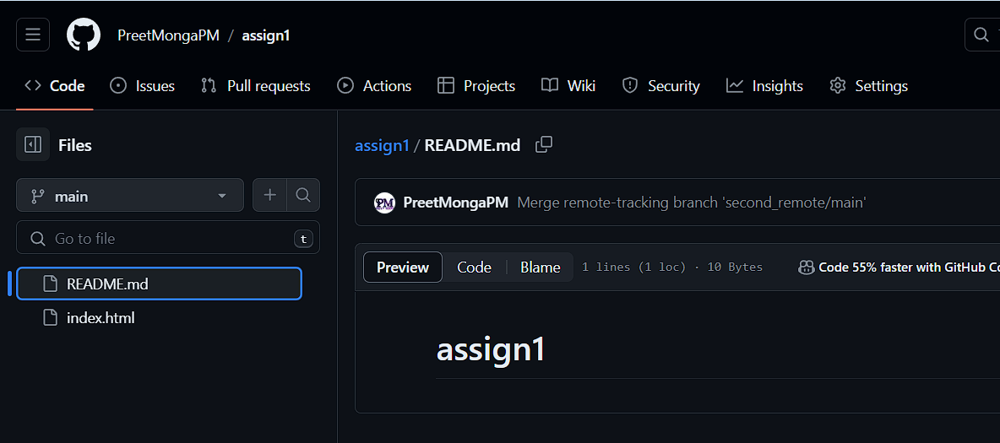 PreetMongaPM / assign1
Code Issues Pull requests Actions Projects Wiki Security Insights Settings
Files
main
Go to file t
README.md
index.html
assign1 / README.md
PM PreetMongaPM Merge remote-tracking branch 'second_remote/main'
Preview Code Blame 1 lines (1 loc) · 10 Bytes Code 55% faster with GitHub
assign1